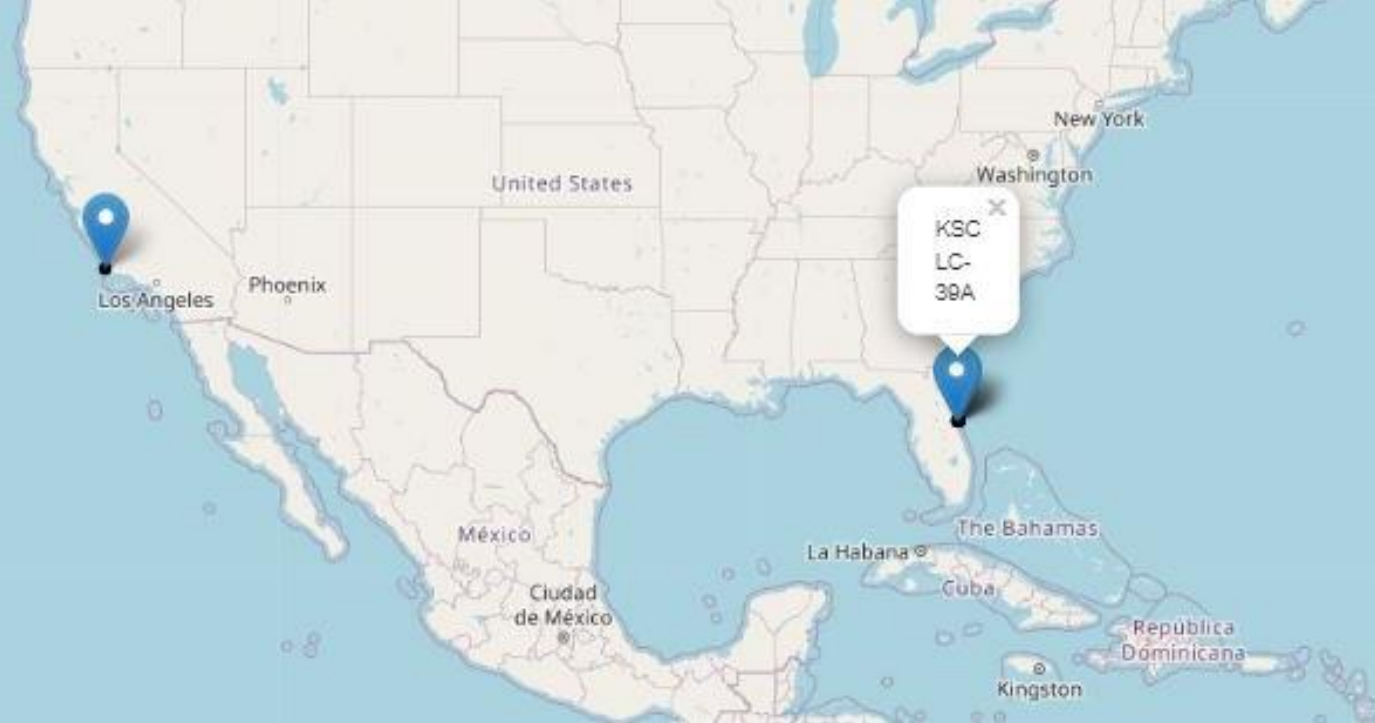 New York
Washington
United States
×
KSC
LC-
39A
Phoenix
Los Angeles
The Bahamas
México
La Habana
Cuba
Ciudad
de México
República
Dominicana
Kingston